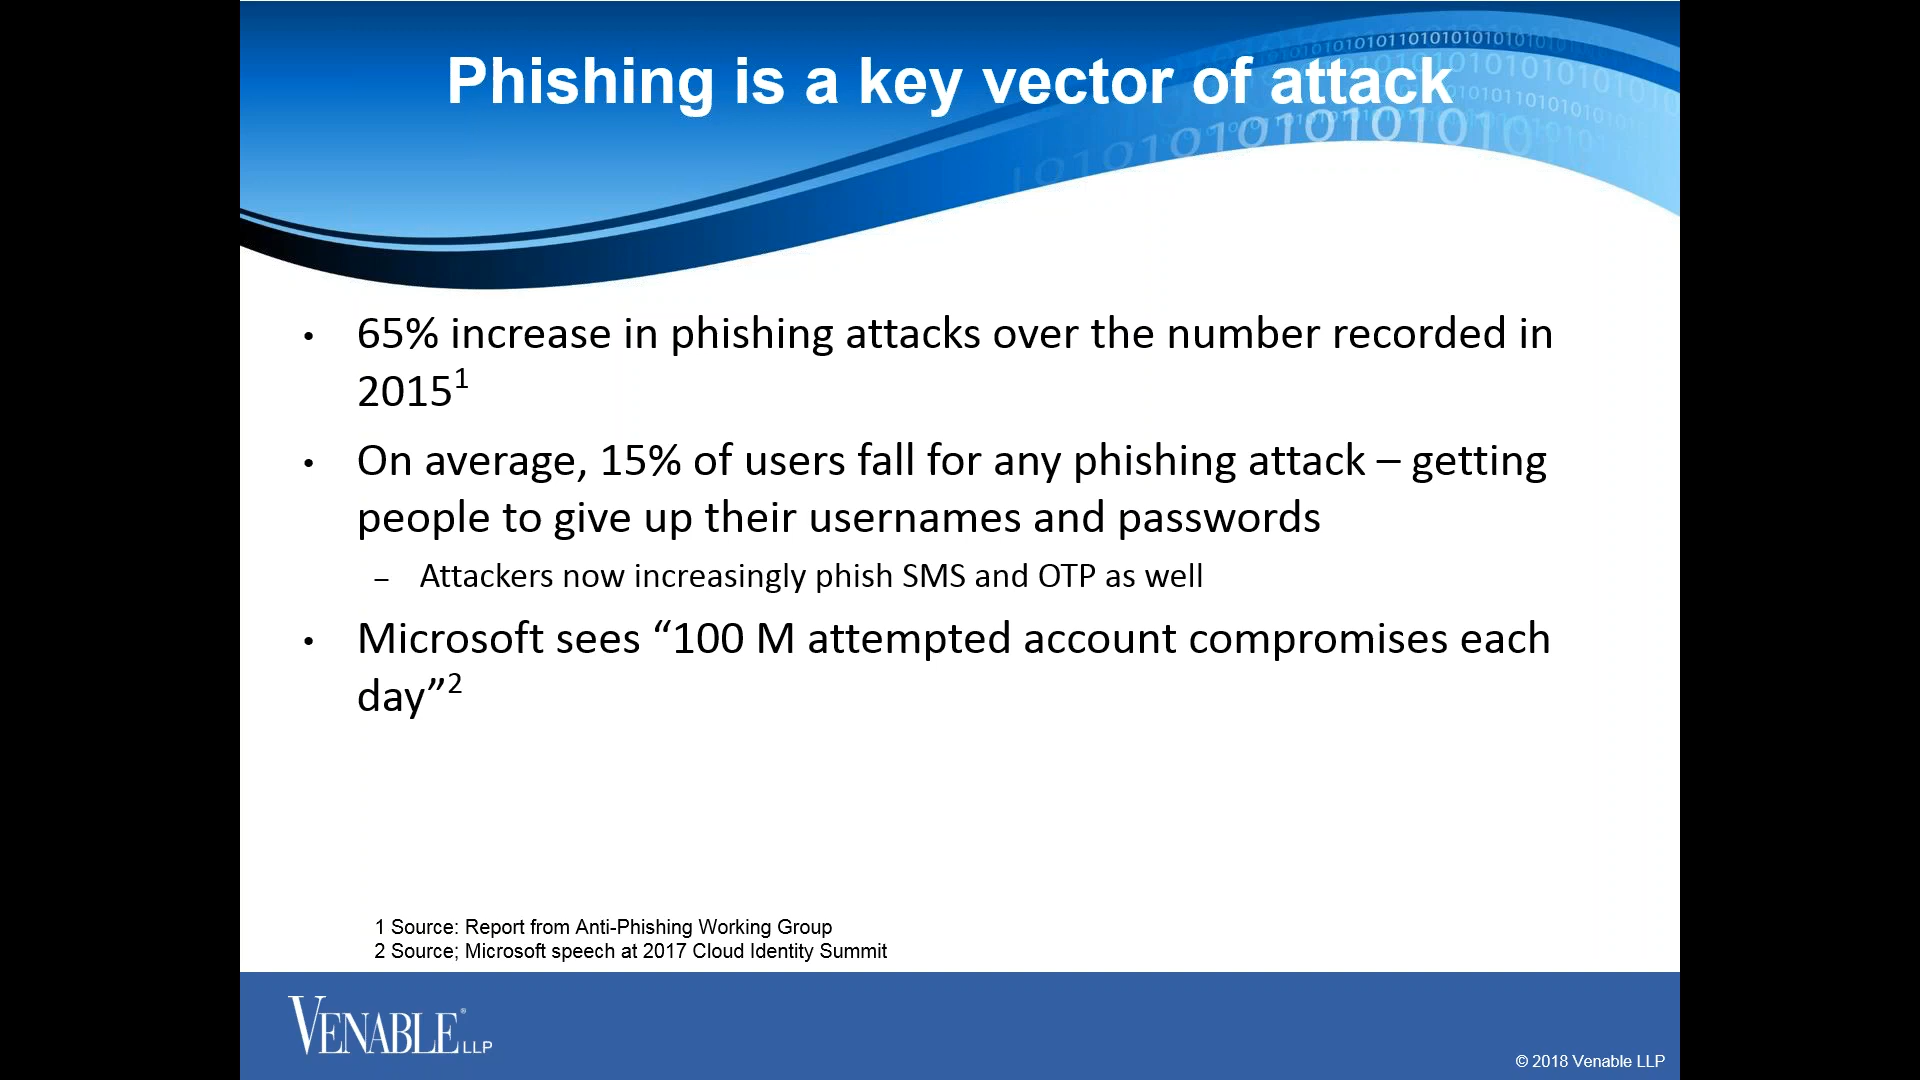 Phishing is a key vector of attack
• 65% increase in phishing attacks over the number recorded in
2015¹
• On average, 15% of users fall for any phishing attack – getting
people to give up their usernames and passwords
– Attackers now increasingly phish SMS and OTP as well
• Microsoft sees “100 M attempted account compromises each
day”²
1 Source: Report from Anti-Phishing Working Group
2 Source; Microsoft speech at 2017 Cloud Identity Summit
VENABLE® LLP
© 2018 Venable LLP